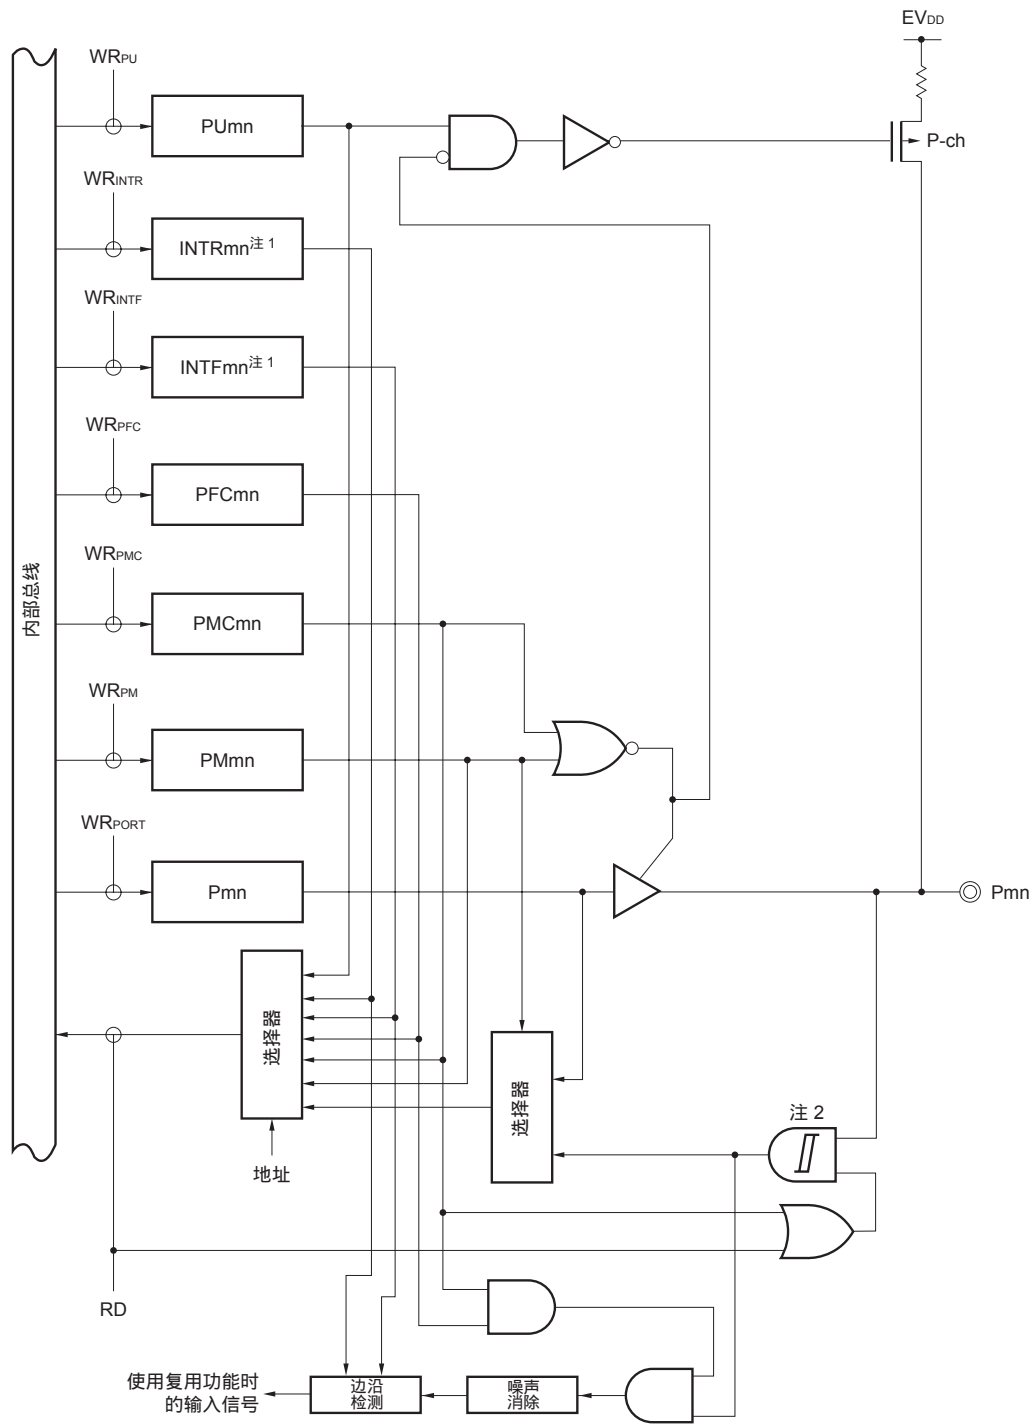 EVDD
WRPU
PUmn
P-ch
WRINTR
INTRmn注 1
WRINTF
INTFmn注 1
WRPFC
PFCmn
WRPMC
PMCmn
内部总线
WRPM
PMmn
WRPORT
Pmn
Pmn
选择器
选择器
注 2
地址
RD
使用复用功能时
的输入信号
边沿
检测
噪声
消除